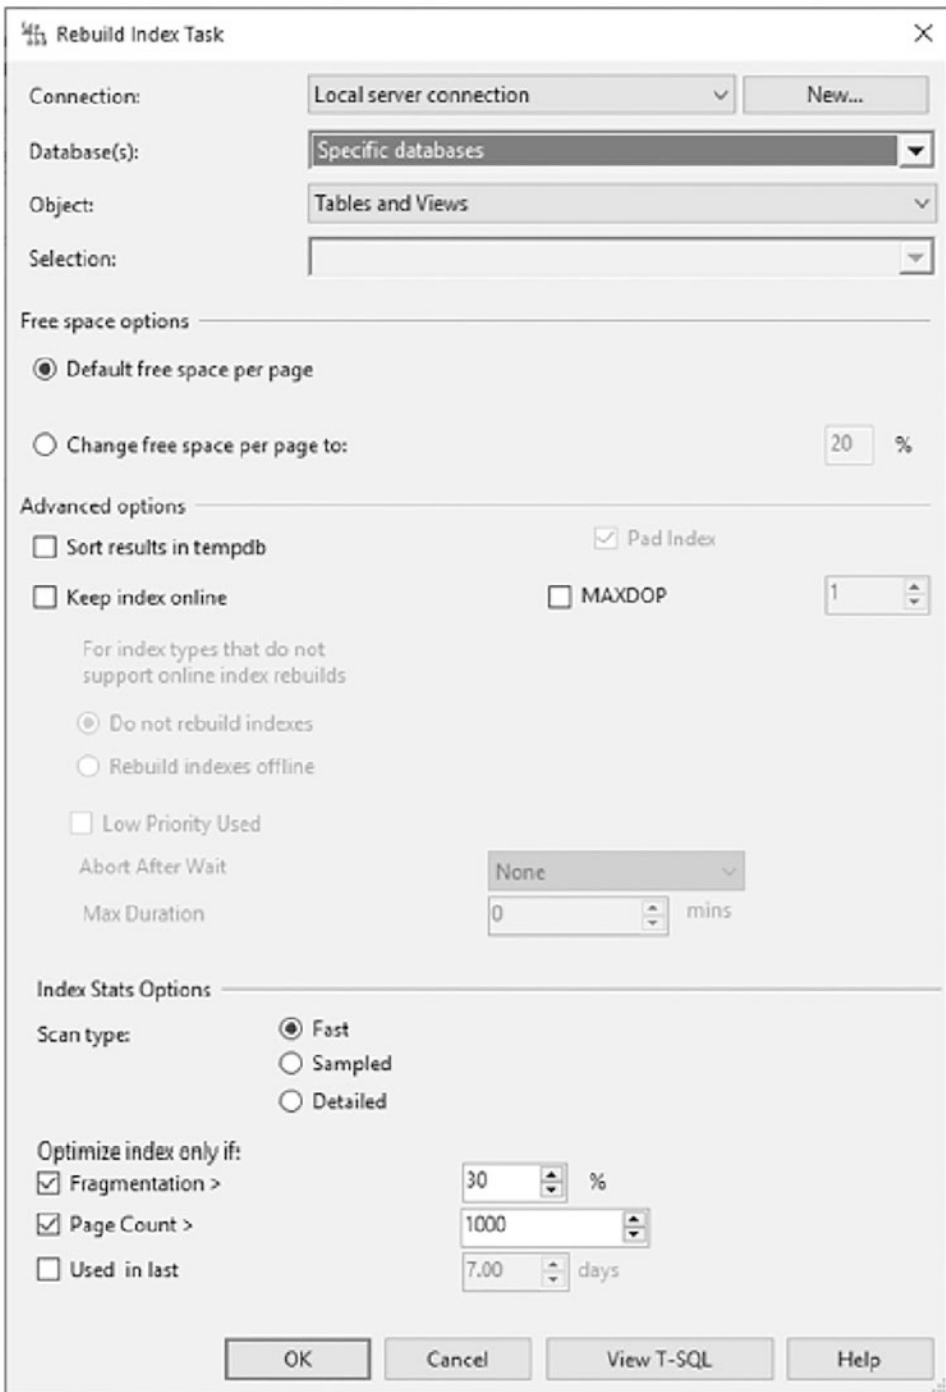 Rebuild Index Task
Connection: Local server connection New...
Database(s): Specific databases
Object: Tables and Views
Selection:
Free space options
Default free space per page
Change free space per page to: 20 %
Advanced options
Sort results in tempdb Pad Index
Keep index online MAXDOP 1
For index types that do not
support online index rebuilds
Do not rebuild indexes
Rebuild indexes offline
Low Priority Used
Abort After Wait None
Max Duration 0 mins
Index Stats Options
Scan type: Fast
Sampled
Detailed
Optimize index only if:
Fragmentation > 30 %
Page Count > 1000
Used in last 7.00 days
OK Cancel View T-SQL Help